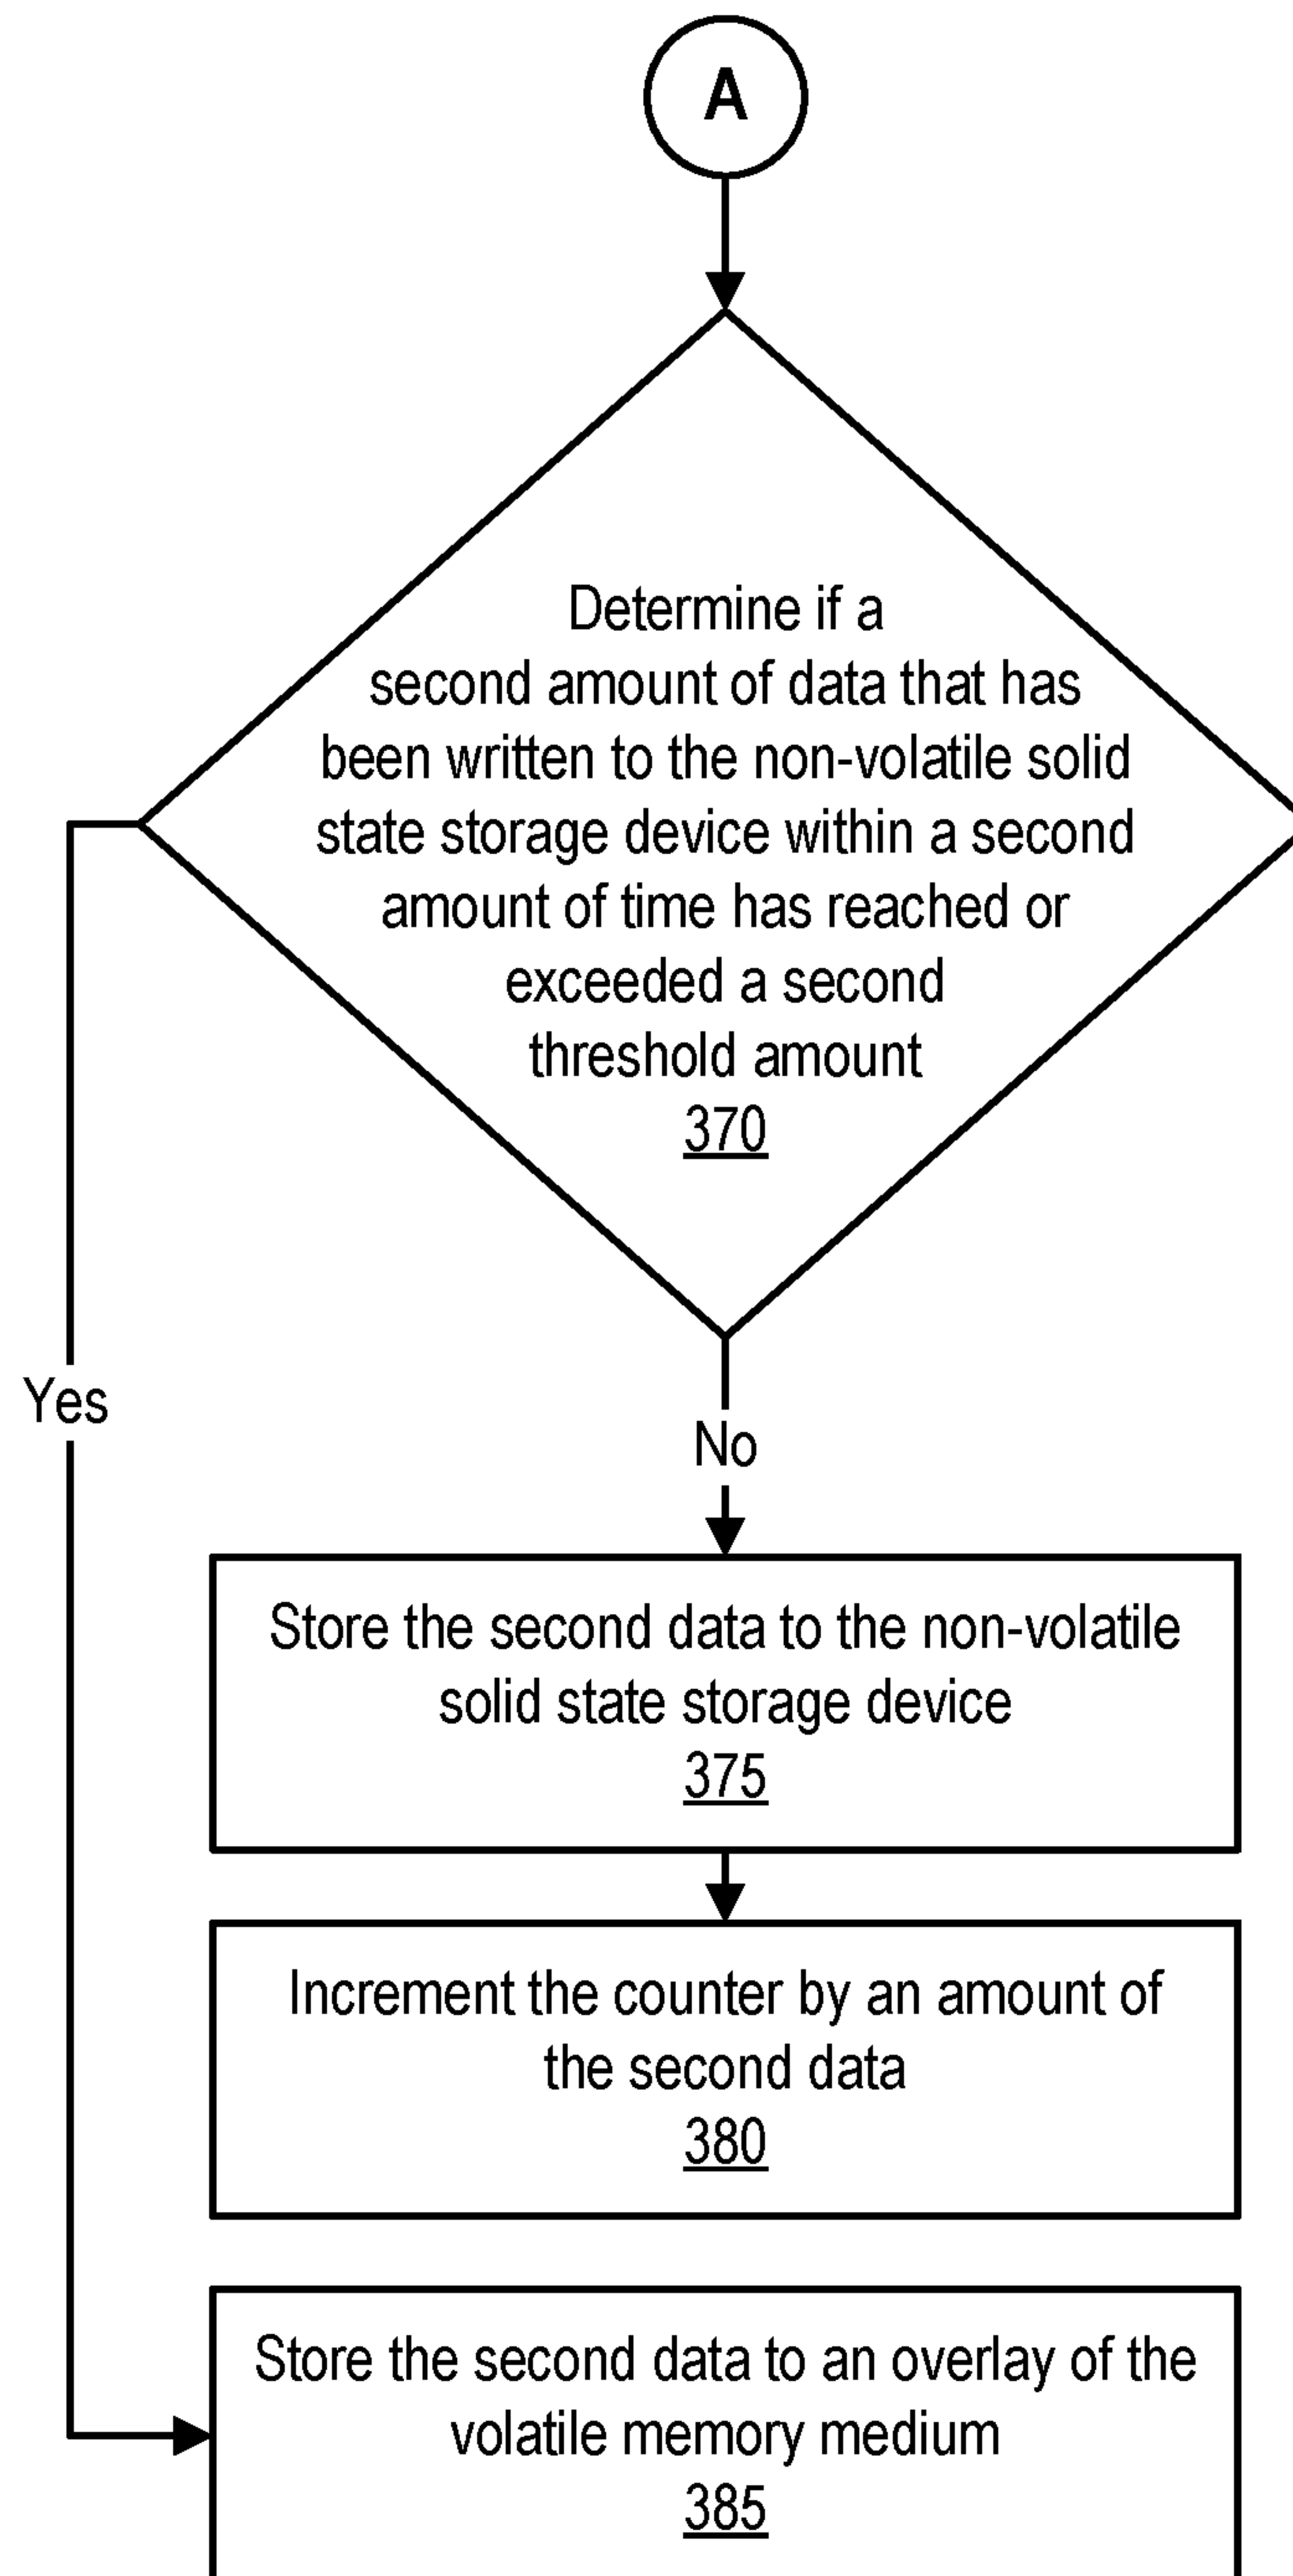 A
Determine if a
second amount of data that has
been written to the non-volatile solid
state storage device within a second
amount of time has reached or
exceeded a second
threshold amount
370
Yes
No
Store the second data to the non-volatile
solid state storage device
375
Increment the counter by an amount of
the second data
380
Store the second data to an overlay of the
volatile memory medium
385